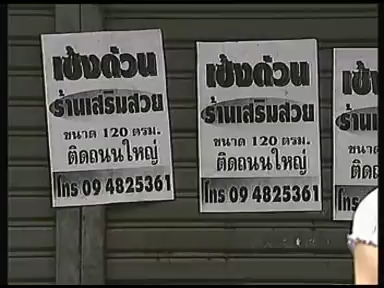 เซ้งด่วน
ร้านเสริมสวย
ขนาด 120 ตรม.
ติดถนนใหญ่
โทร 09 4825361
เซ้งด่วน
ร้านเสริมสวย
ขนาด 120 ตรม.
ติดถนนใหญ่
โทร 09 4825361